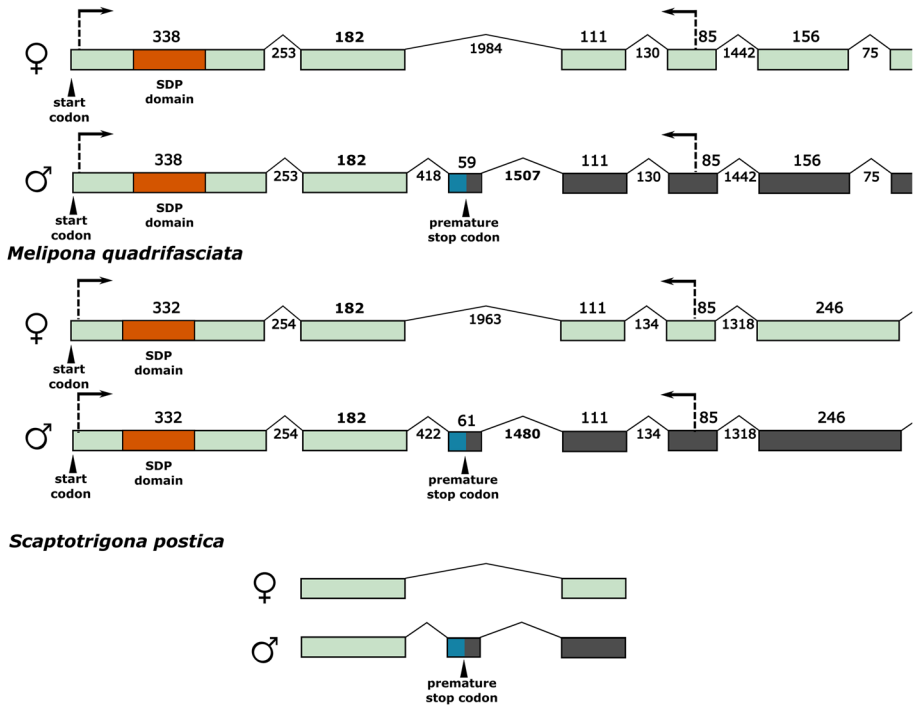 338 182 111 85 156
♀ 253 1984 130 1442 75
SDP
domain
start
codon
338 182 59 111 85 156
♂ 253 418 1507 130 1442 75
SDP
domain
start
codon
premature
stop codon
Melipona quadrifasciata
332 182 111 85 246
♀ 254 1963 134 1318
SDP
domain
start
codon
332 182 61 111 85 246
♂ 254 422 1480 134 1318
SDP
domain
start
codon
premature
stop codon
Scaptotrigona postica
♀
♂
premature
stop codon